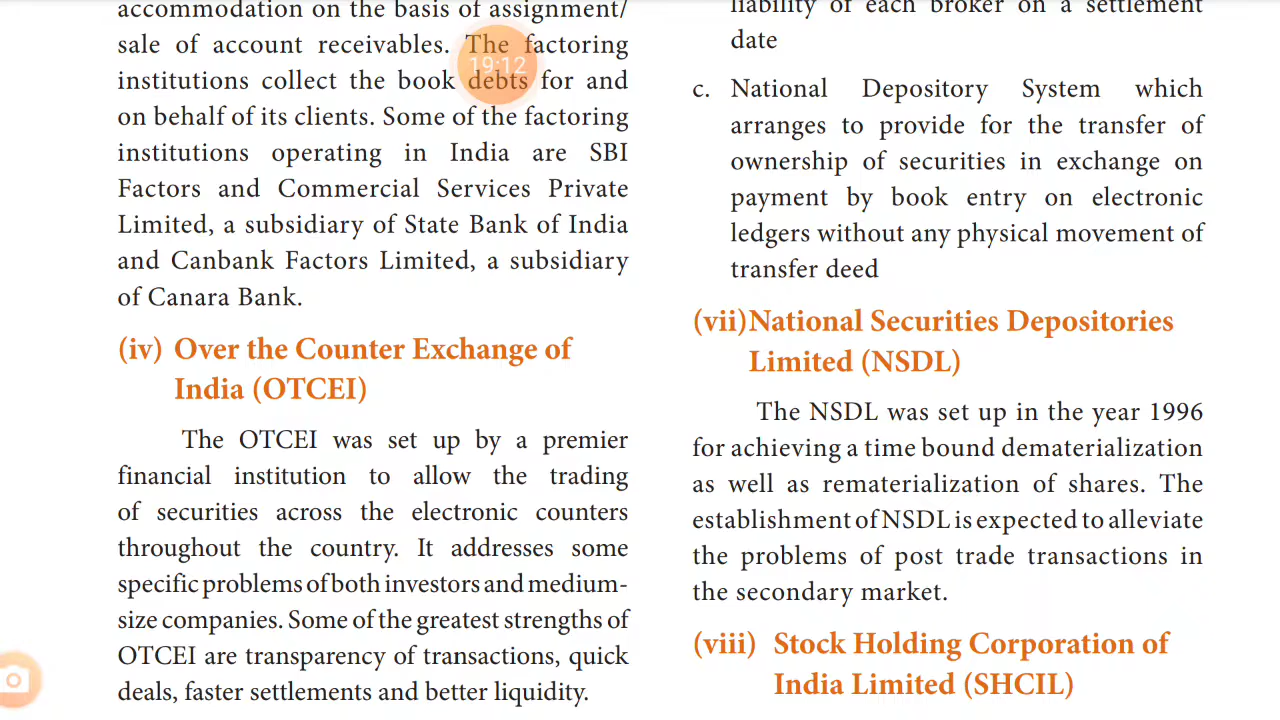 accommodation on the basis of assignment/
sale of account receivables. The factoring
institutions collect the book debts for and
on behalf of its clients. Some of the factoring
institutions operating in India are SBI
Factors and Commercial Services Private
Limited, a subsidiary of State Bank of India
and Canbank Factors Limited, a subsidiary
of Canara Bank.
(iv) Over the Counter Exchange of
India (OTCEI)
The OTCEI was set up by a premier
financial institution to allow the trading
of securities across the electronic counters
throughout the country. It addresses some
specific problems of both investors and medium-
size companies. Some of the greatest strengths of
OTCEI are transparency of transactions, quick
deals, faster settlements and better liquidity.
liability of each broker on a settlement
date
c. National Depository System which
arranges to provide for the transfer of
ownership of securities in exchange on
payment by book entry on electronic
ledgers without any physical movement of
transfer deed
(vii)National Securities Depositories
Limited (NSDL)
The NSDL was set up in the year 1996
for achieving a time bound dematerialization
as well as rematerialization of shares. The
establishment of NSDL is expected to alleviate
the problems of post trade transactions in
the secondary market.
(viii) Stock Holding Corporation of
India Limited (SHCIL)
19:12